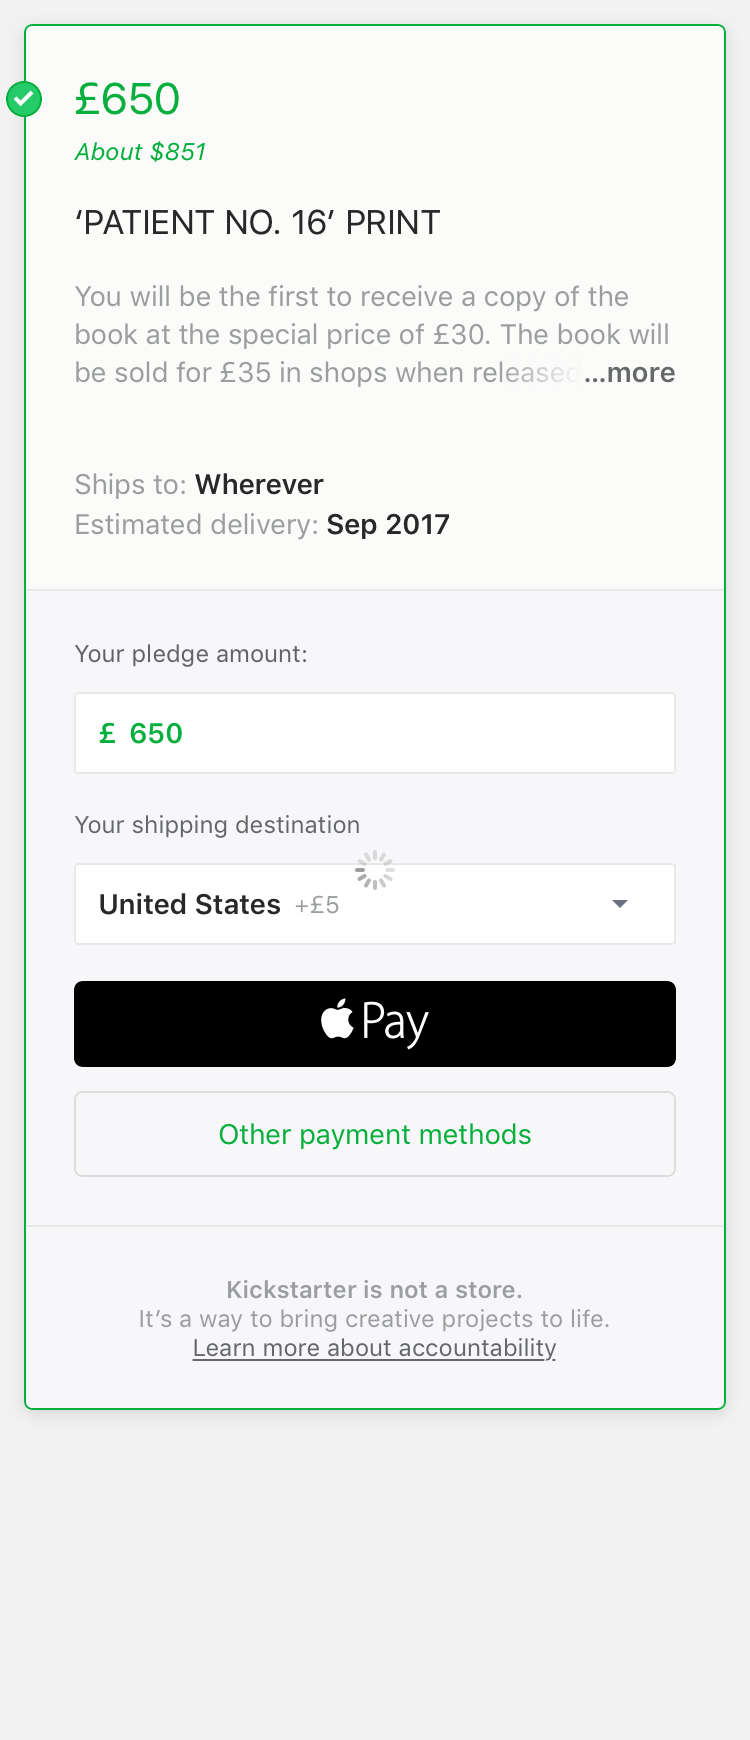 £650
About $851
‘PATIENT NO. 16’ PRINT
You will be the first to receive a copy of the
book at the special price of £30. The book will
be sold for £35 in shops when released ...more
Ships to: Wherever
Estimated delivery: Sep 2017
Your pledge amount:
£ 650
Your shipping destination
United States +£5
Pay
Other payment methods
Kickstarter is not a store.
It’s a way to bring creative projects to life.
Learn more about accountability